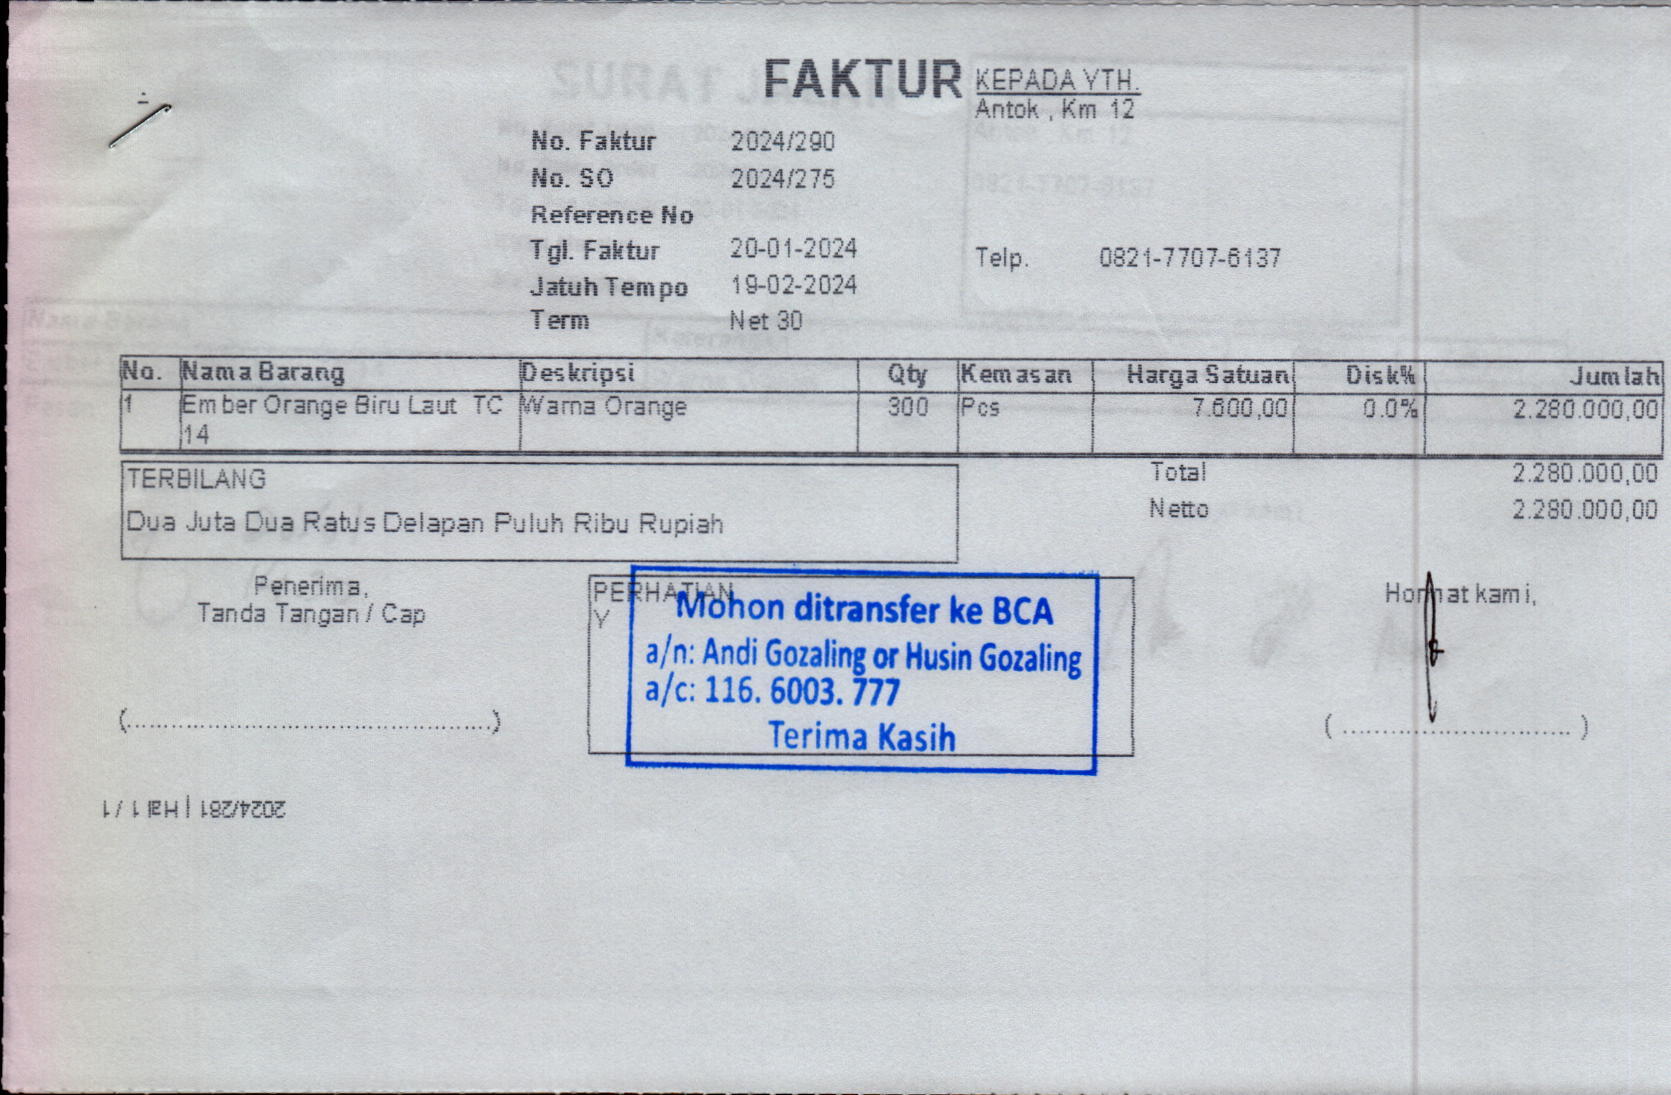 FAKTUR
KEPADA YTH.
Antok , Km 12
No. Faktur 2024/290
No. SO 2024/275
Reference No
Tgl. Faktur 20-01-2024
Telp. 0821-7707-6137
Jatuh Tempo 19-02-2024
Term Net 30
No. Nama Barang Deskripsi Qty Kemasan Harga Satuan Disk% Jumlah
1 Ember Orange Biru Laut TC Warna Orange 300 Pcs 7.600,00 0.0% 2.280.000,00
14
Total 2.280.000,00
TERBILANG
Netto 2.280.000,00
Dua Juta Dua Ratus Delapan Puluh Ribu Rupiah
Penerima,
Tanda Tangan / Cap
PERHATIAN
Y
Mohon ditransfer ke BCA
a/n: Andi Gozaling or Husin Gozaling
a/c: 116. 6003. 777
Terima Kasih
Hormat kami,
(................................................)
( .............................. )
2024/281 | Hal 1 / 1